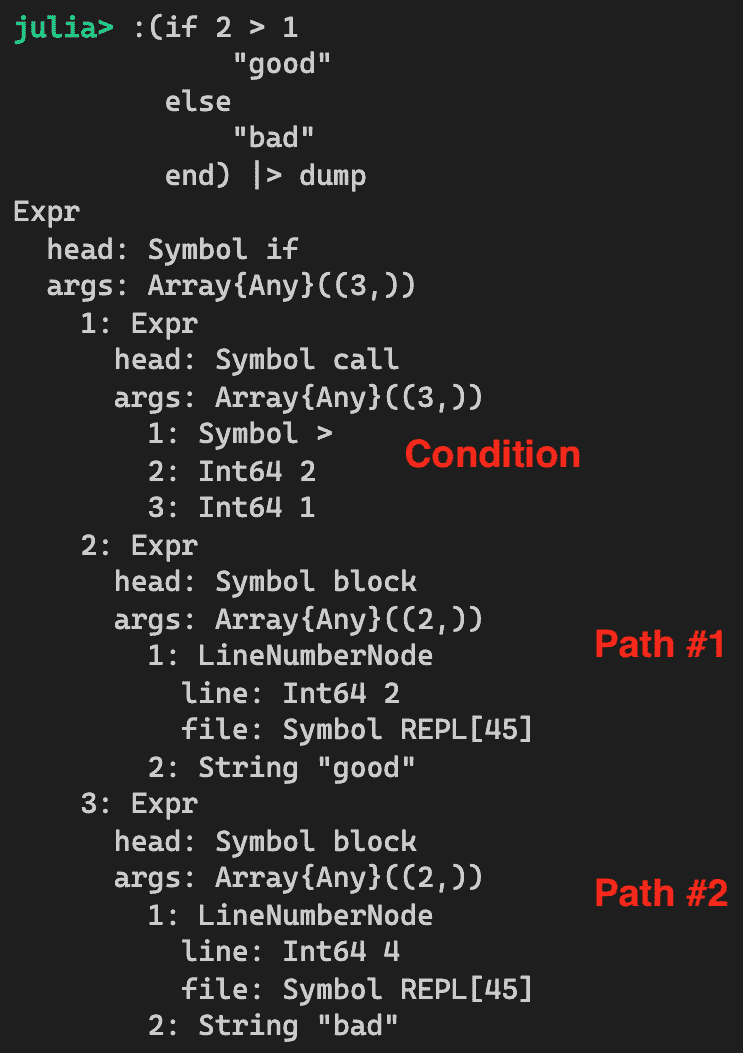 julia> :(if 2 > 1
             "good"
         else
             "bad"
         end) |> dump
Expr
  head: Symbol if
  args: Array{Any}((3,))
    1: Expr
      head: Symbol call
      args: Array{Any}((3,))
        1: Symbol >
Condition
        2: Int64 2
        3: Int64 1
    2: Expr
      head: Symbol block
      args: Array{Any}((2,))
Path #1
        1: LineNumberNode
          line: Int64 2
          file: Symbol REPL[45]
        2: String "good"
    3: Expr
      head: Symbol block
      args: Array{Any}((2,))
Path #2
        1: LineNumberNode
          line: Int64 4
          file: Symbol REPL[45]
        2: String "bad"